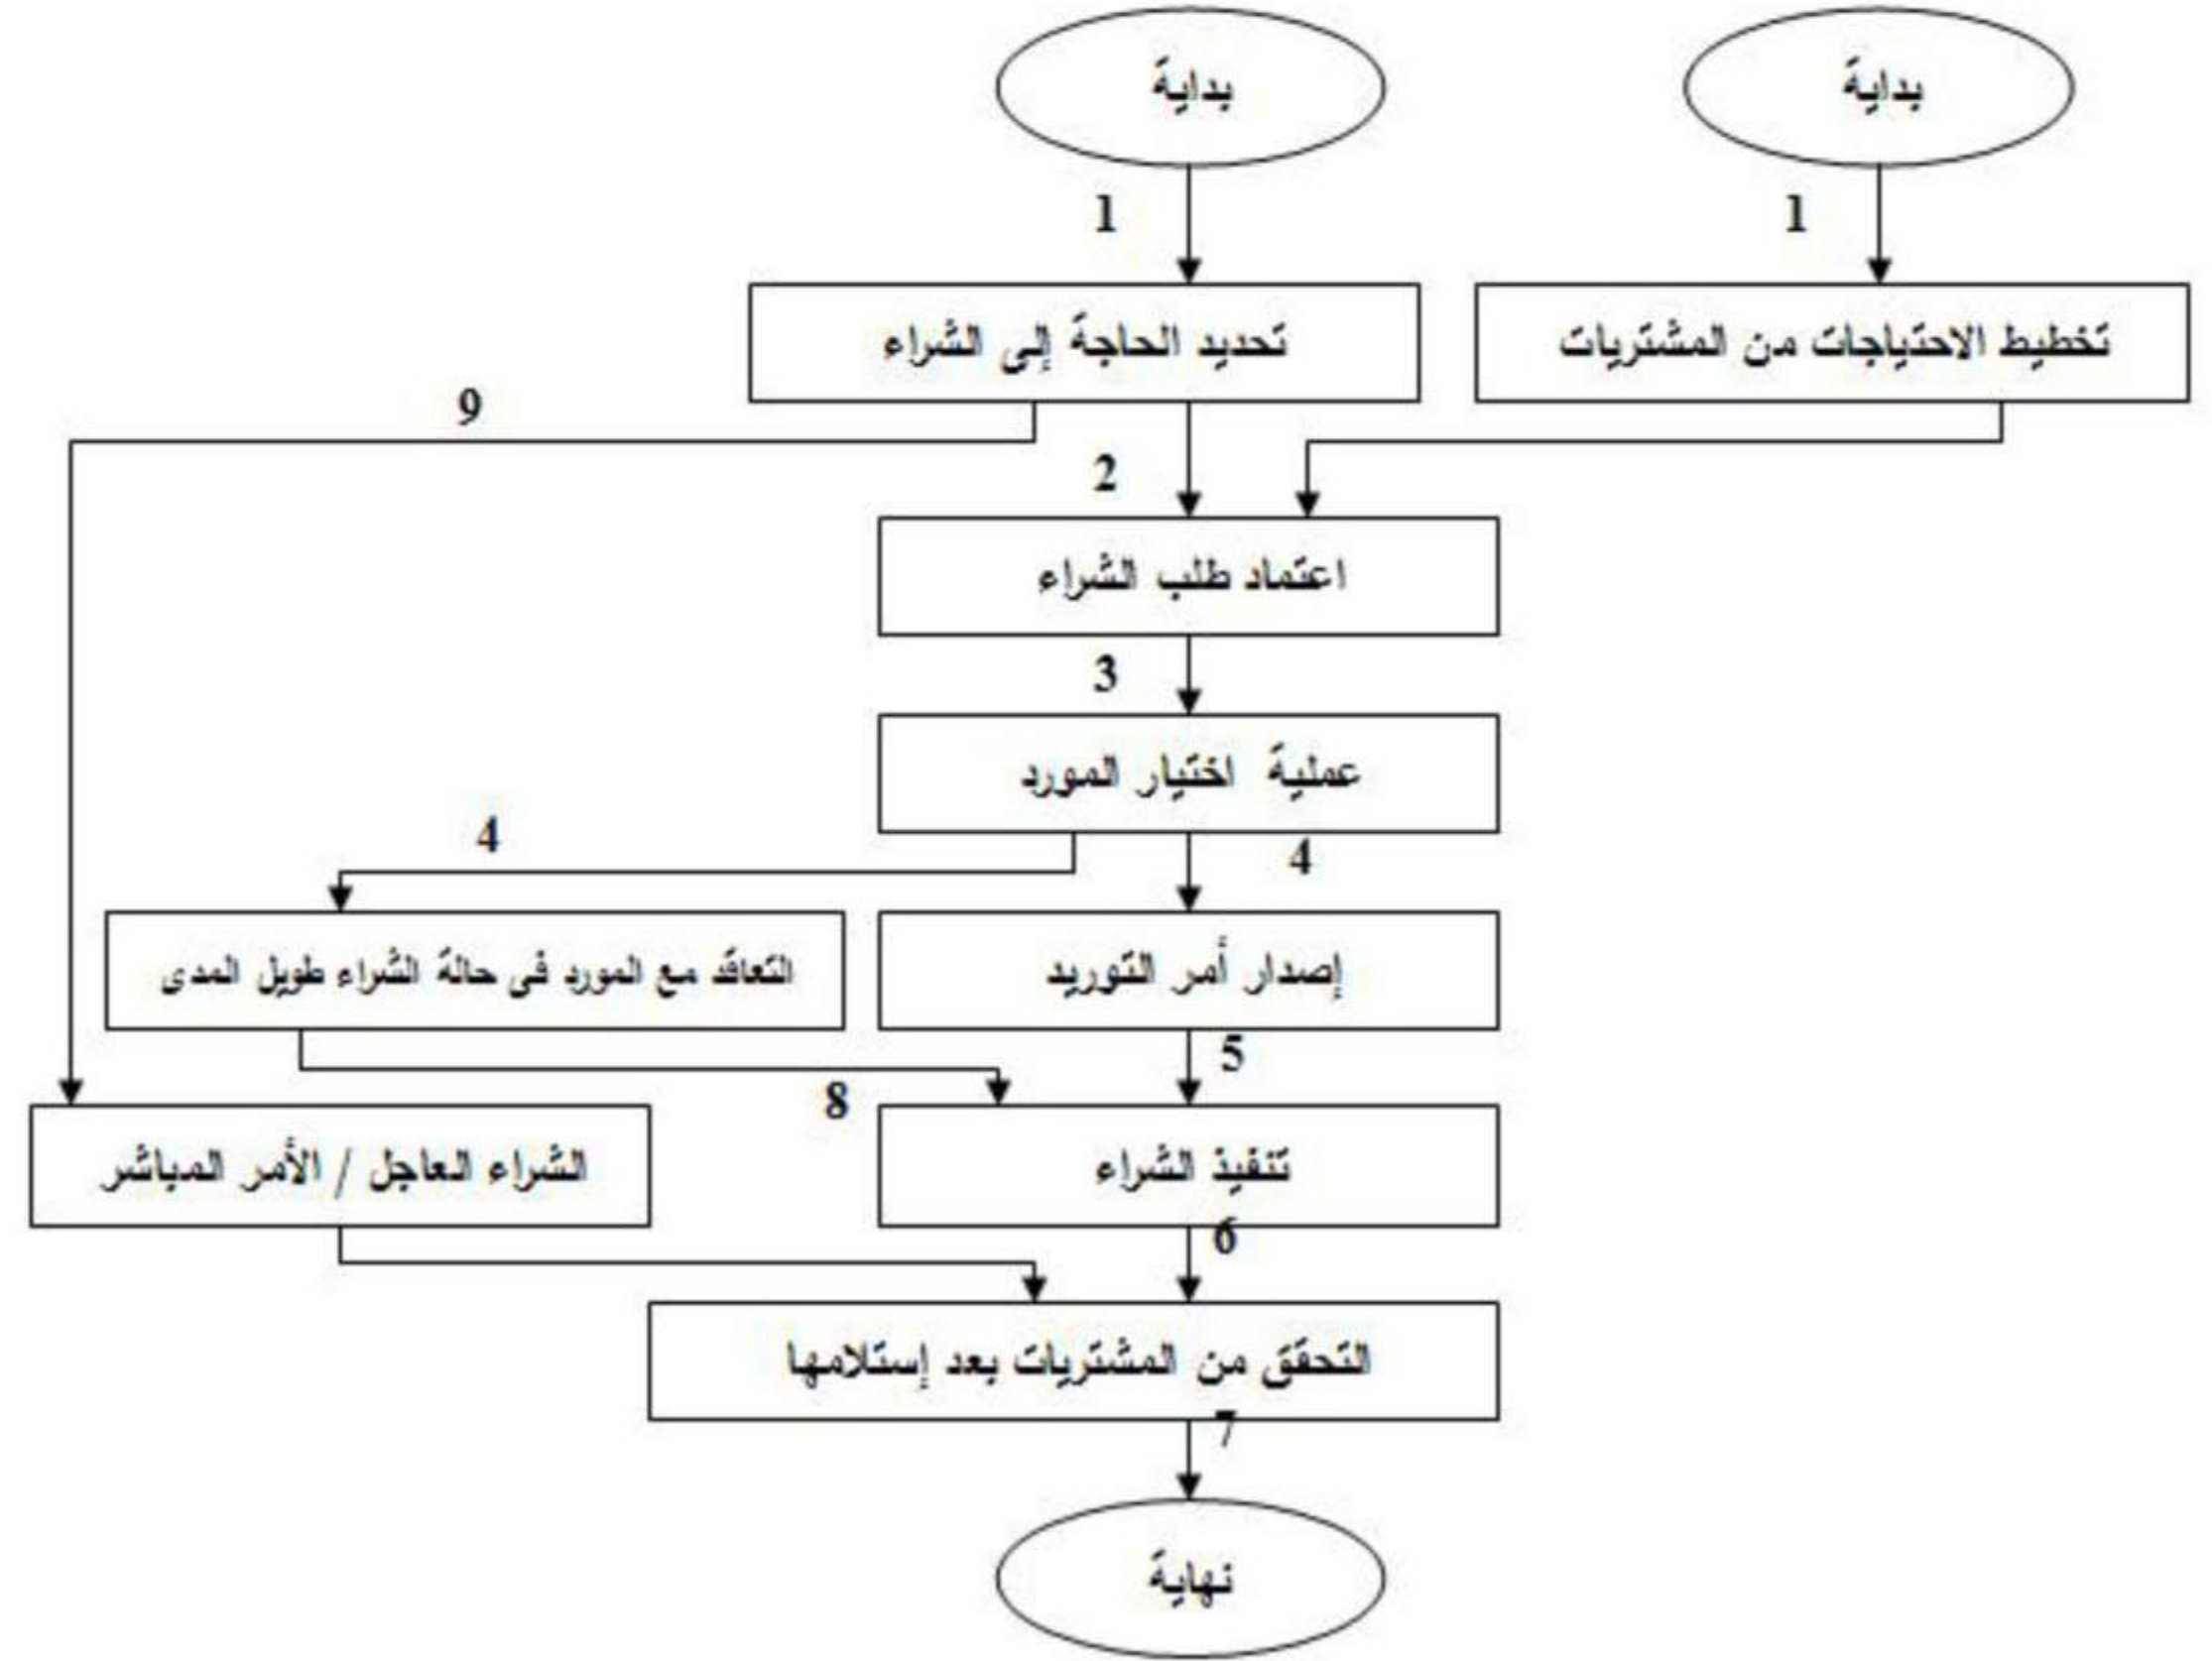 بداية
بداية
1
1
تخطيط الاحتياجات من المشتريات
تحديد الحاجة إلى الشراء
9
2
اعتماد طلب الشراء
3
عملية اختيار المورد
4
4
إصدار أمر التوريد
التعاقد مع المورد فى حالة الشراء طويل المدى
5
8
تنفيذ الشراء
الشراء العاجل / الأمر المباشر
6
التحقق من المشتريات بعد إستلامها
7
نهاية